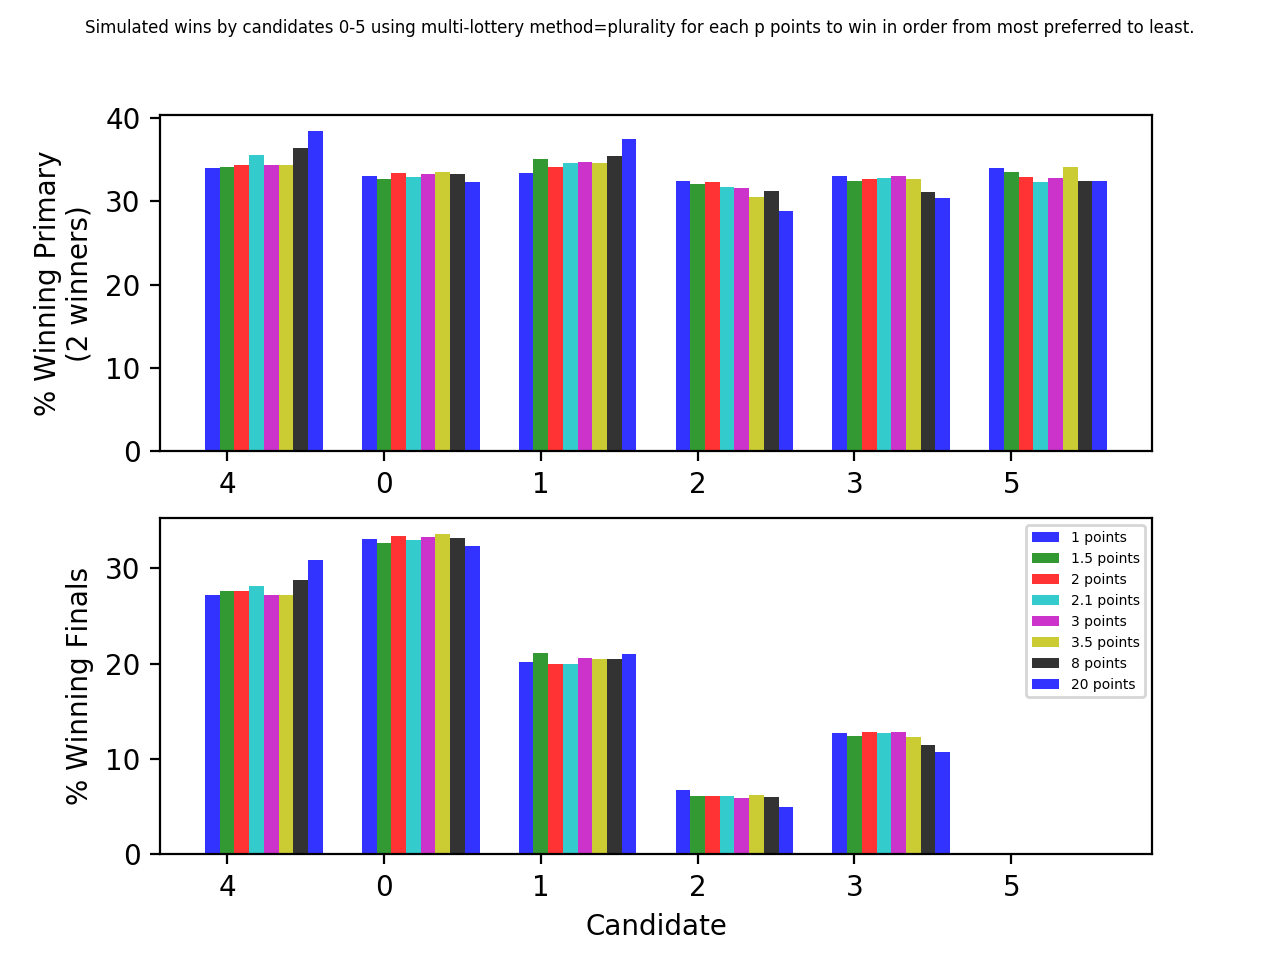 Simulated wins by candidates 0-5 using multi-lottery method=plurality for each p points to win in order from most preferred to least.
% Winning Primary
(2 winners)
40
30
20
10
0
4 0 1 2 3 5
% Winning Finals
30
20
10
0
1 points
1.5 points
2 points
2.1 points
3 points
3.5 points
8 points
20 points
4 0 1 2 3 5
Candidate